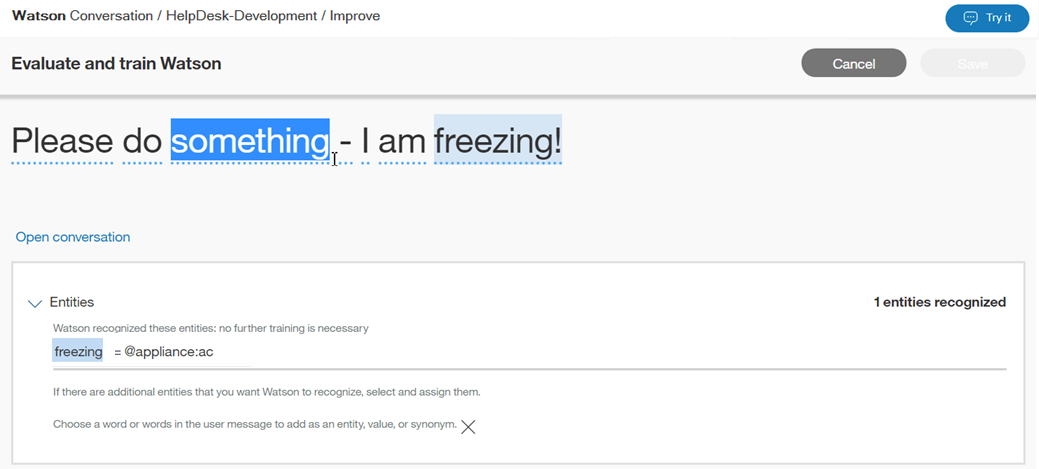 Watson Conversation / HelpDesk-Development / Improve
Try it
Evaluate and train Watson
Cancel
Save
Please do something - I am freezing!
Open conversation
Entities
1 entities recognized
Watson recognized these entities: no further training is necessary
freezing = @appliance:ac
If there are additional entities that you want Watson to recognize, select and assign them.
Choose a word or words in the user message to add as an entity, value, or synonym.